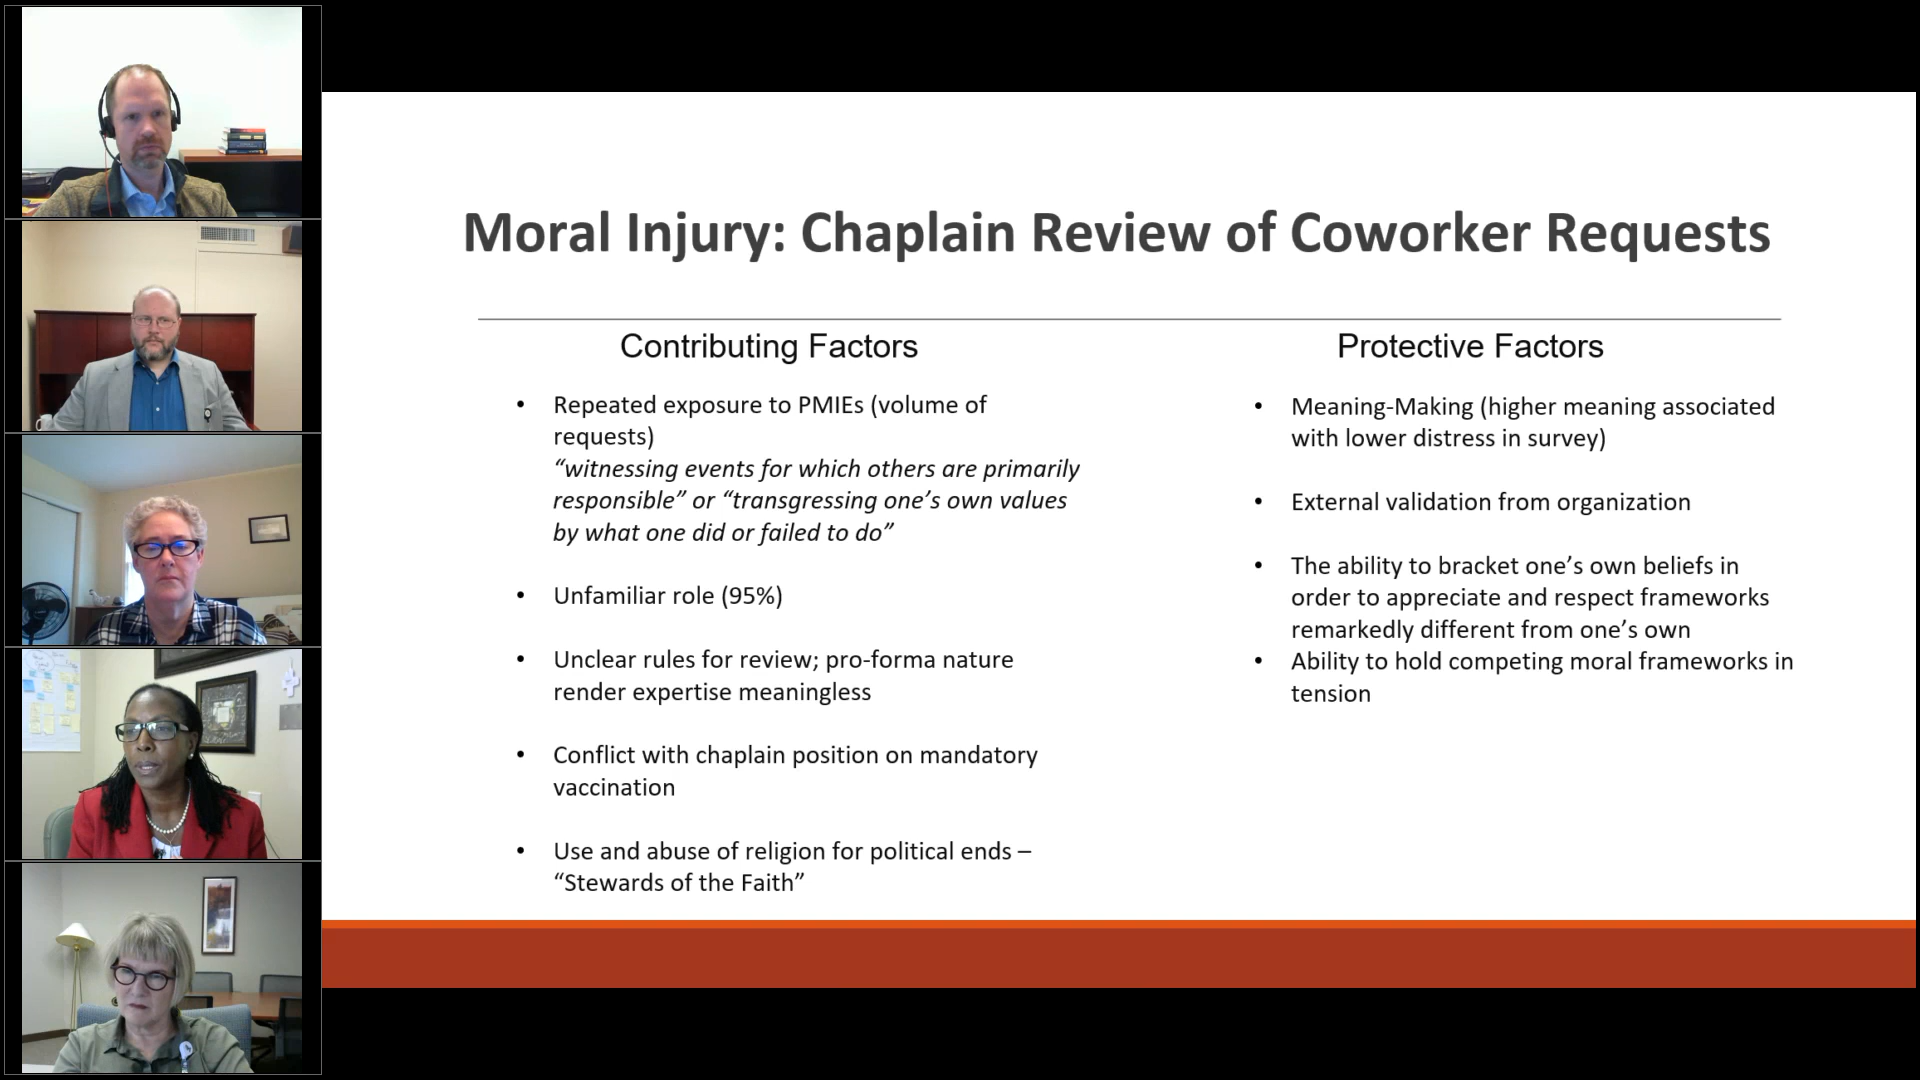 Moral Injury: Chaplain Review of Coworker Requests
Contributing Factors
• Repeated exposure to PMIEs (volume of
requests)
“witnessing events for which others are primarily
responsible” or “transgressing one’s own values
by what one did or failed to do”
• Unfamiliar role (95%)
• Unclear rules for review; pro-forma nature
render expertise meaningless
• Conflict with chaplain position on mandatory
vaccination
• Use and abuse of religion for political ends –
“Stewards of the Faith”
Protective Factors
• Meaning-Making (higher meaning associated
with lower distress in survey)
• External validation from organization
• The ability to bracket one’s own beliefs in
order to appreciate and respect frameworks
remarkedly different from one’s own
• Ability to hold competing moral frameworks in
tension